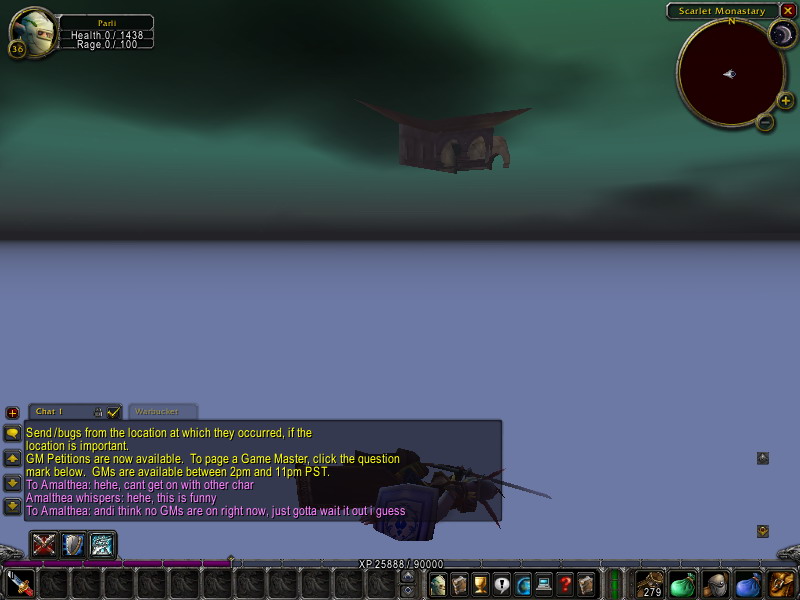 Parli
Scarlet Monastary
Health 0 / 1438
Rage 0 / 100
36
N
Chat 1
Warbucket
Send /bugs from the location at which they occurred, if the
location is important.
GM Petitions are now available. To page a Game Master, click the question
mark below. GMs are available between 2pm and 11pm PST.
To Amalthea: hehe, cant get on with other char
Amalthea whispers: hehe, this is funny
To Amalthea: andi think no GMs are on right now, just gotta wait it out i guess
XP 25888 / 90000
279